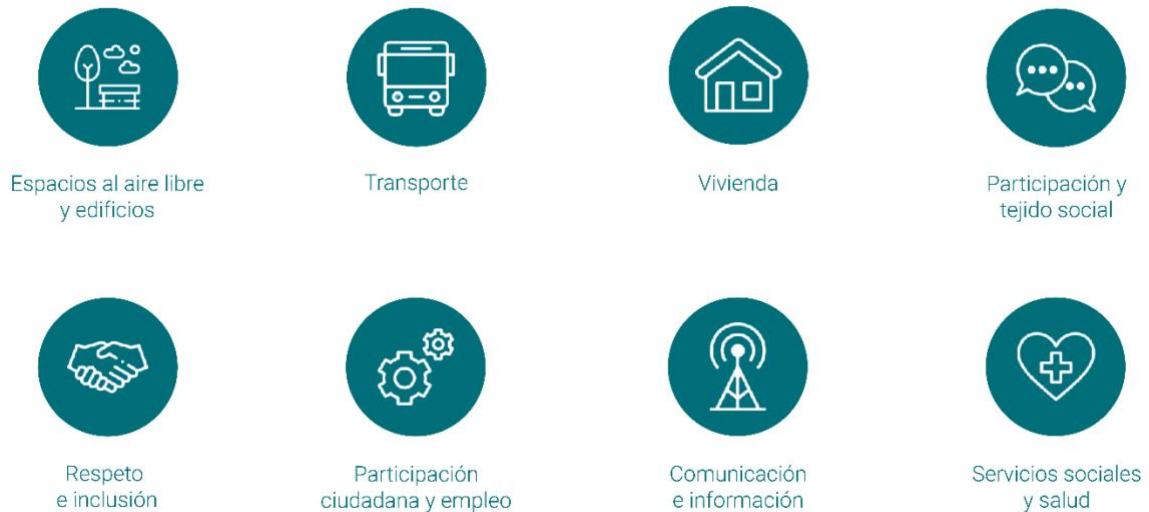 Espacios al aire libre
y edificios
Transporte
Vivienda
Participación y
tejido social
Respeto
e inclusión
Participación
ciudadana y empleo
Comunicación
e información
Servicios sociales
y salud